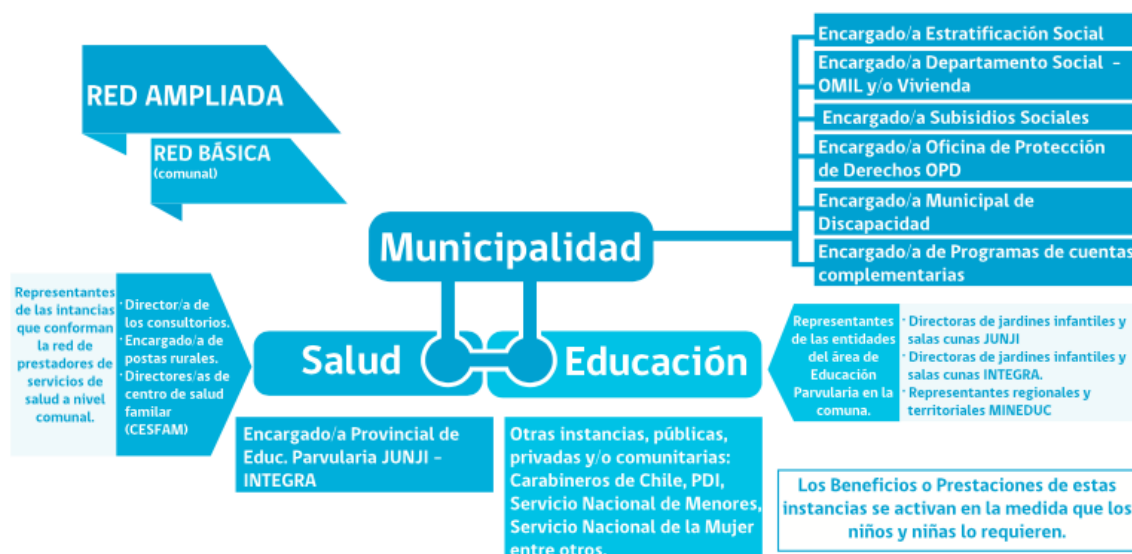 RED AMPLIADA
RED BÁSICA
(comunal)
Municipalidad
Encargado/a Estratificación Social
Encargado/a Departamento Social –
OMIL y/o Vivienda
Encargado/a Subisidios Sociales
Encargado/a Oficina de Protección
de Derechos OPD
Encargado/a Municipal de
Discapacidad
Encargado/a de Programas de cuentas
complementarias
Representantes
de las intancias
que conforman
la red de
prestadores de
servicios de
salud a nivel
comunal.
· Director/a de
los consultorios.
· Encargado/a de
postas rurales.
· Directores/as de
centro de salud
familar
(CESFAM)
Salud
Educación
Representantes
de las entidades
del área de
Educación
Parvularia en la
comuna.
· Directoras de jardines infantiles y
salas cunas JUNJI
· Directoras de jardines infantiles y
salas cunas INTEGRA.
· Representantes regionales y
territoriales MINEDUC
Encargado/a Provincial de
Educ. Parvularia JUNJI –
INTEGRA
Otras instancias, públicas,
privadas y/o comunitarias:
Carabineros de Chile, PDI,
Servicio Nacional de Menores,
Servicio Nacional de la Mujer
entre otros.
Los Beneficios o Prestaciones de estas
instancias se activan en la medida que los
niños y niñas lo requieren.